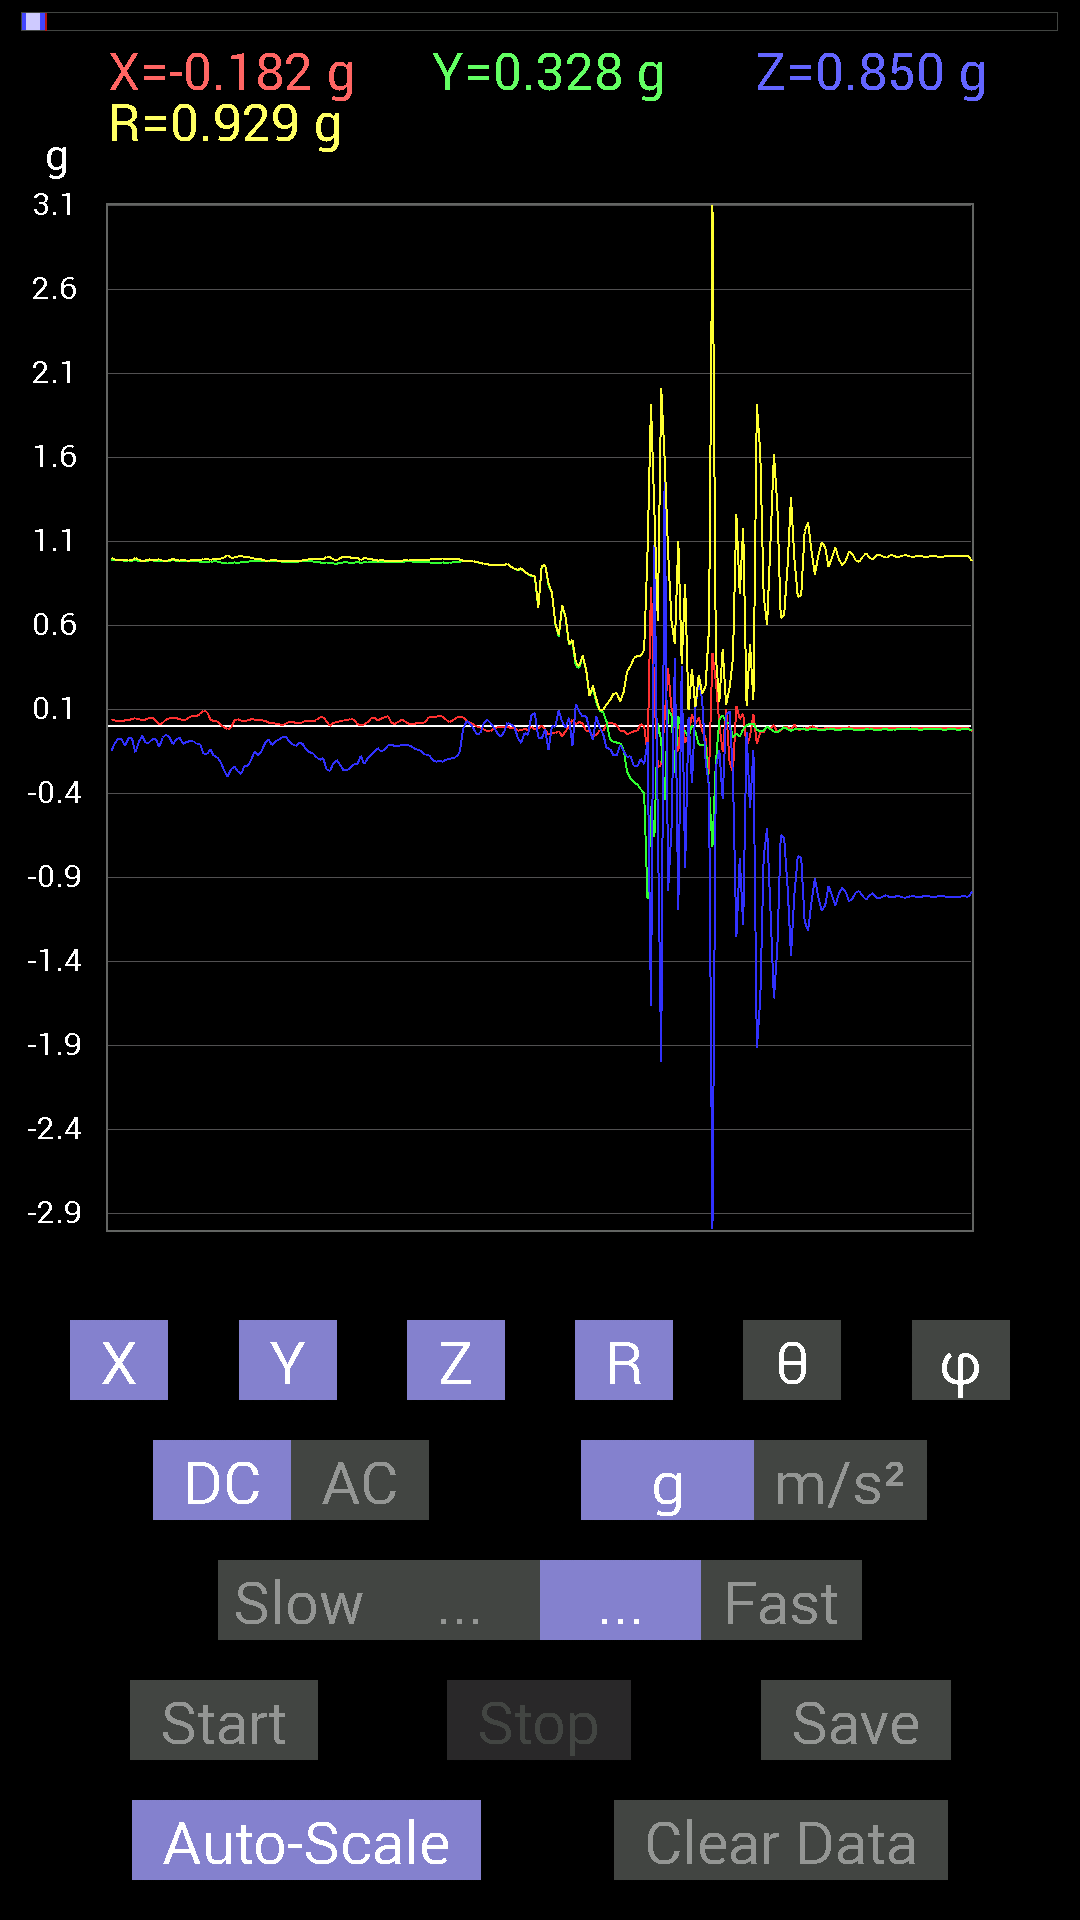 X=-0.182 g Y=0.328 g Z=0.850 g
R=0.929 g
g
3.1
2.6
2.1
1.6
1.1
0.6
0.1
-0.4
-0.9
-1.4
-1.9
-2.4
-2.9
X Y Z R θ φ
DC AC g m/s²
Slow ... ... Fast
Start Stop Save
Auto-Scale Clear Data